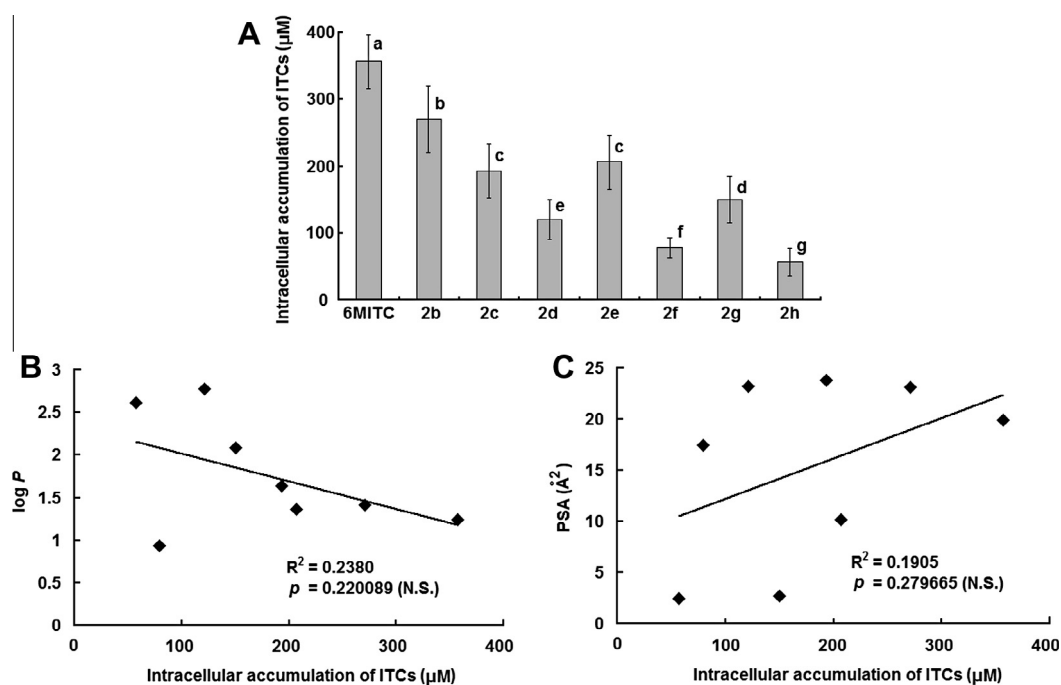 A
Intracellular accumulation of ITCs (µM)
400
300
200
100
0
a
b
c
e
c
f
d
g
6MITC 2b 2c 2d 2e 2f 2g 2h
B
log P
3
2.5
2
1.5
1
0.5
0
R² = 0.2380
p = 0.220089 (N.S.)
0 100 200 300 400
Intracellular accumulation of ITCs (µM)
C
PSA (Å²)
25
20
15
10
5
0
R² = 0.1905
p = 0.279665 (N.S.)
0 100 200 300 400
Intracellular accumulation of ITCs (µM)